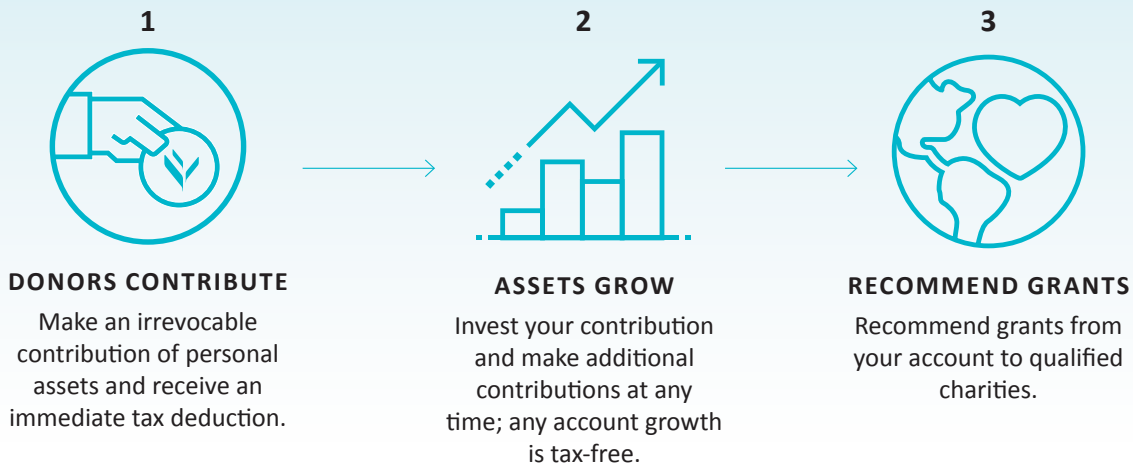 1
DONORS CONTRIBUTE
Make an irrevocable
contribution of personal
assets and receive an
immediate tax deduction.
2
ASSETS GROW
Invest your contribution
and make additional
contributions at any
time; any account growth
is tax-free.
3
RECOMMEND GRANTS
Recommend grants from
your account to qualified
charities.